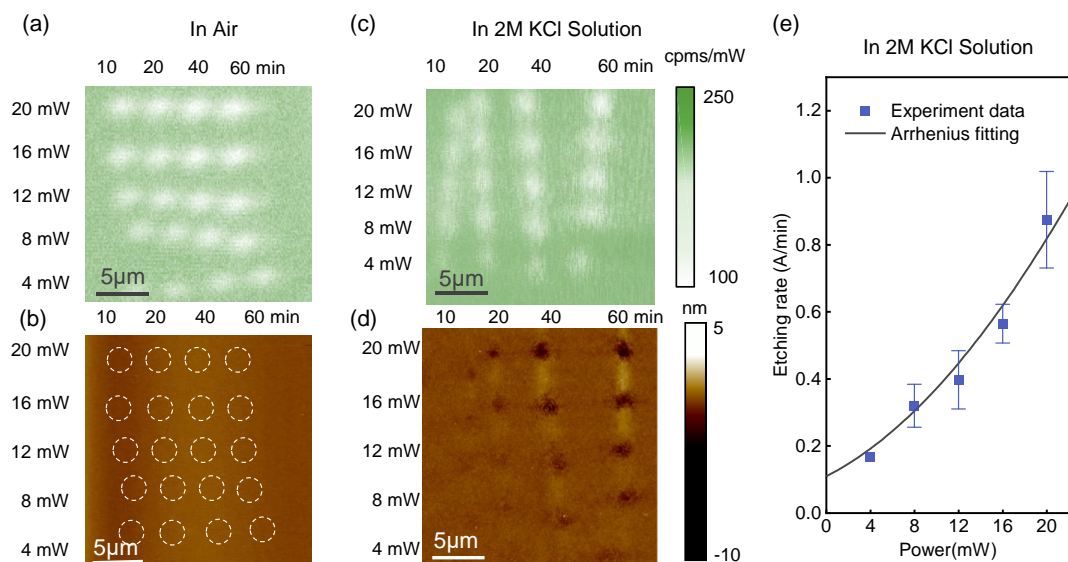 (a)
In Air
10 20 40 60 min
20 mW
16 mW
12 mW
8 mW
4 mW
5μm
(b)
10 20 40 60 min
20 mW
16 mW
12 mW
8 mW
4 mW
5μm
(c)
In 2M KCl Solution
10 20 40 60 min
20 mW
16 mW
12 mW
8 mW
4 mW
5μm
cpms/mW
250
100
(d)
10 20 40 60 min
20 mW
16 mW
12 mW
8 mW
4 mW
5μm
nm
5
-10
(e)
In 2M KCl Solution
Experiment data
Arrhenius fitting
Etching rate (A/min)
1.2
1.0
0.8
0.6
0.4
0.2
0.0
0 4 8 12 16 20
Power(mW)